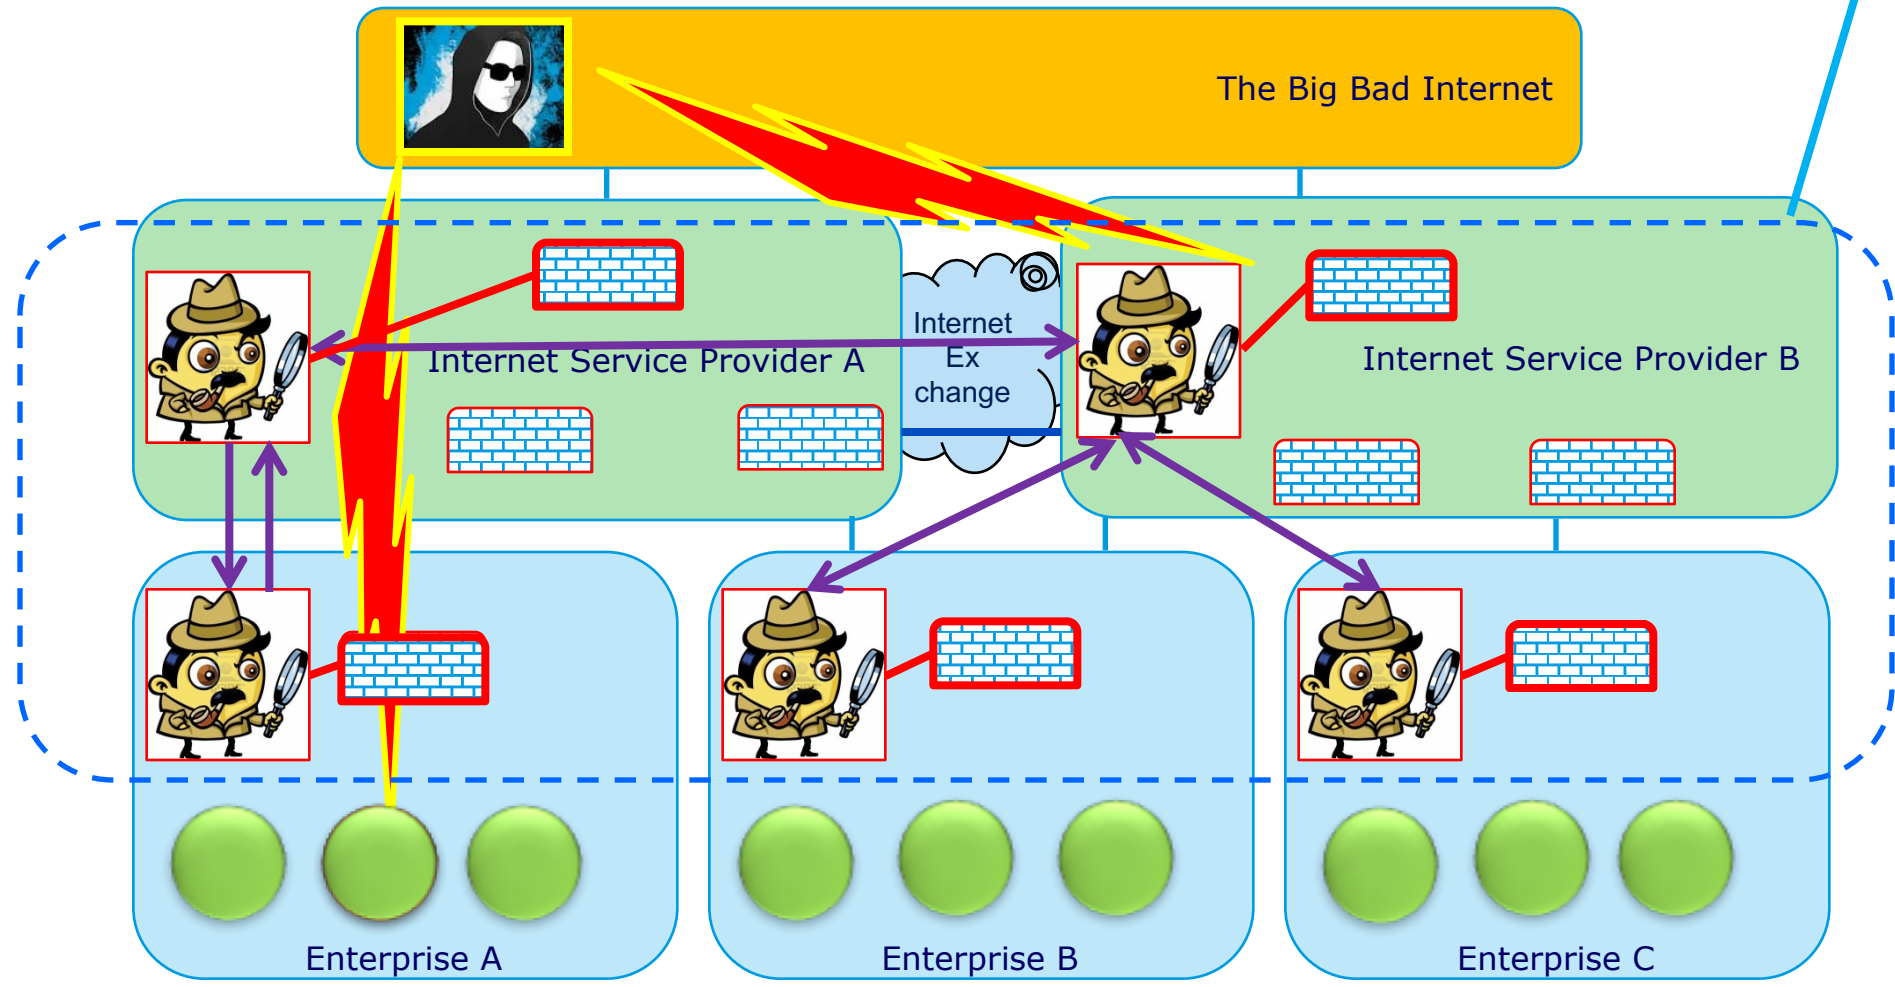 The Big Bad Internet
Internet
Ex
change
Internet Service Provider A
Internet Service Provider B
Enterprise A
Enterprise B
Enterprise C